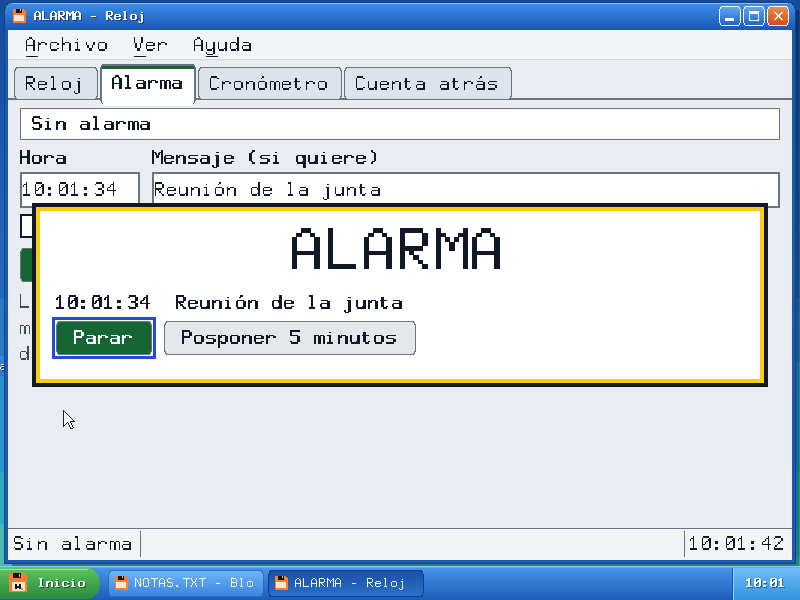 ALARMA - Reloj
Archivo Ver Ayuda
Reloj Alarma Cronómetro Cuenta atrás
Sin alarma
Hora Mensaje (si quiere)
10:01:34 Reunión de la junta
ALARMA
10:01:34 Reunión de la junta
Parar Posponer 5 minutos
Sin alarma 10:01:42
Inicio NOTAS.TXT - Blo ALARMA - Reloj 10:01